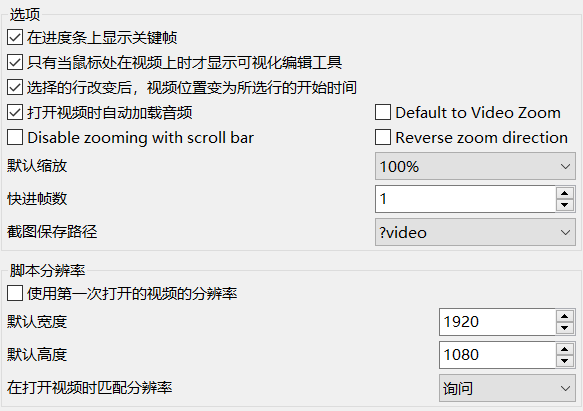 选项
在进度条上显示关键帧
只有当鼠标处在视频上时才显示可视化编辑工具
选择的行改变后，视频位置变为所选行的开始时间
打开视频时自动加载音频 Default to Video Zoom
Disable zooming with scroll bar Reverse zoom direction
默认缩放 100%
快进帧数 1
截图保存路径 ?video
脚本分辨率
使用第一次打开的视频的分辨率
默认宽度 1920
默认高度 1080
在打开视频时匹配分辨率 询问